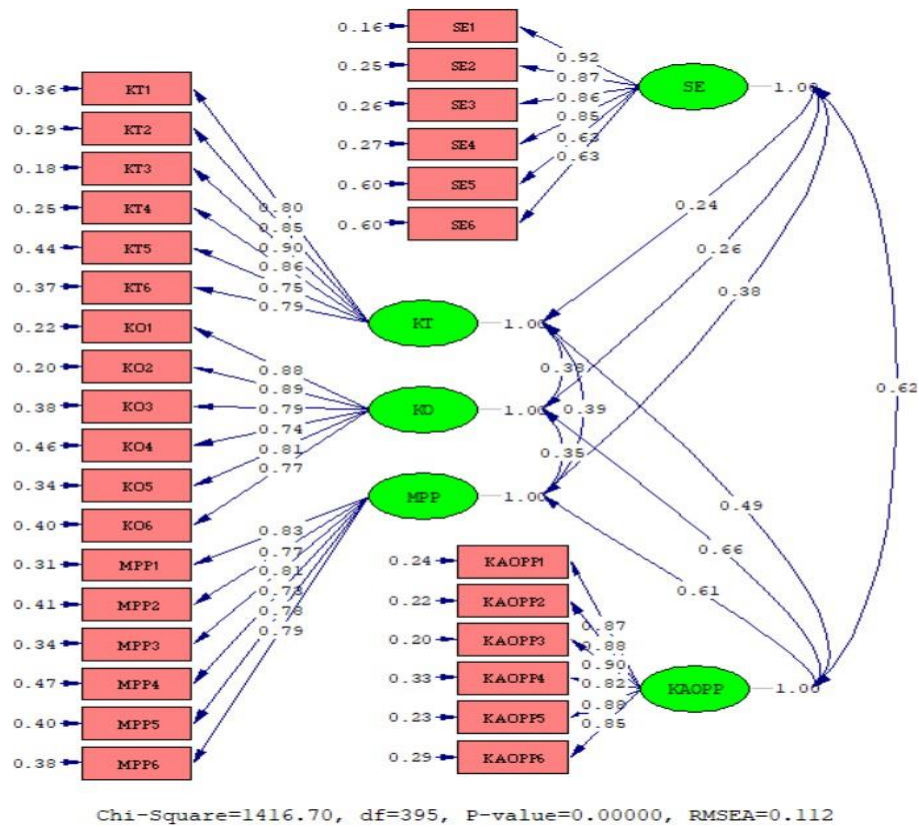 0.16 SE1
0.25 SE2
0.26 SE3
0.27 SE4
0.60 SE5
0.60 SE6
0.92
0.87
0.86
0.85
0.63
0.63
SE 1.00
0.36 KT1
0.29 KT2
0.18 KT3
0.25 KT4
0.44 KT5
0.37 KT6
0.22 KO1
0.20 KO2
0.38 KO3
0.46 KO4
0.34 KO5
0.40 KO6
0.31 MPP1
0.41 MPP2
0.34 MPP3
0.47 MPP4
0.40 MPP5
0.38 MPP6
0.80
0.85
0.90
0.86
0.75
0.79
KT 1.00
0.88
0.89
0.79
0.74
0.81
0.77
KO 1.00
0.83
0.77
0.81
0.73
0.78
0.79
MPP 1.00
0.24
0.26
0.38
0.62
0.39
0.35
0.49
0.66
0.61
0.24 KAOPP1
0.22 KAOPP2
0.20 KAOPP3
0.33 KAOPP4
0.23 KAOPP5
0.29 KAOPP6
0.87
0.88
0.90
0.82
0.88
0.85
KAOPP 1.00
Chi-Square=1416.70, df=395, P-value=0.00000, RMSEA=0.112